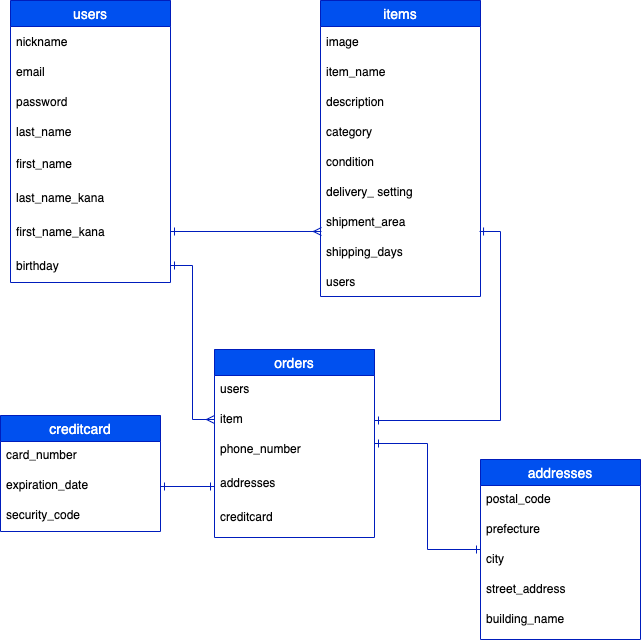 users
nickname
email
password
last_name
first_name
last_name_kana
first_name_kana
birthday
items
image
item_name
description
category
condition
delivery_ setting
shipment_area
shipping_days
users
orders
users
item
phone_number
addresses
creditcard
creditcard
card_number
expiration_date
security_code
addresses
postal_code
prefecture
city
street_address
building_name